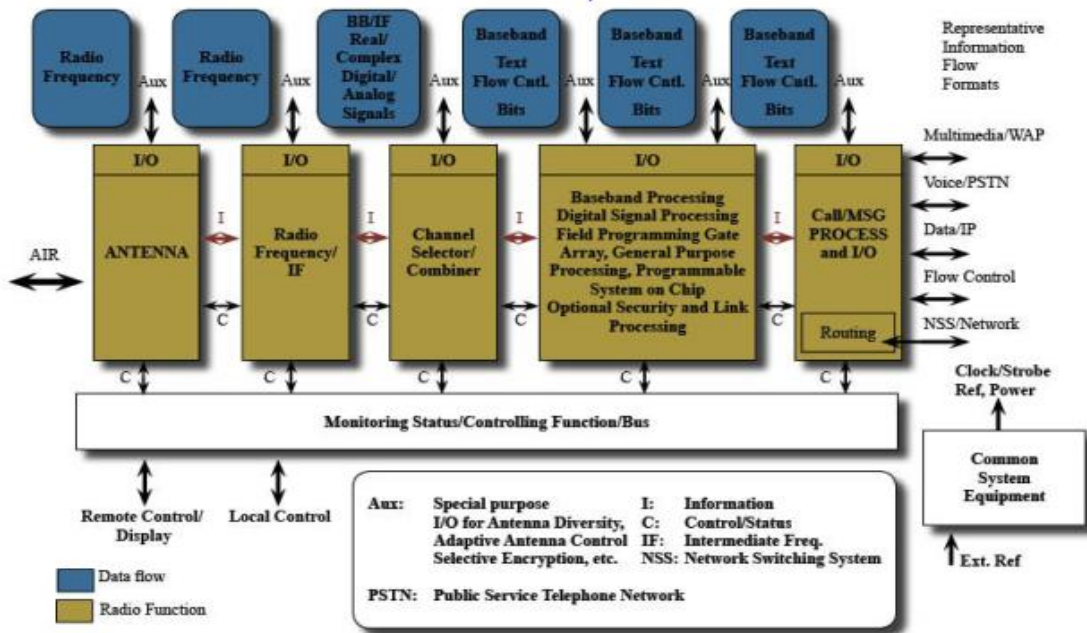 Radio
Frequency
Aux
Radio
Frequency
Aux
BB/IF
Real/
Complex
Digital/
Analog
Signals
Aux
Baseband
Text
Flow Cntl.
Bits
Aux
Baseband
Text
Flow Cntl.
Bits
Aux
Baseband
Text
Flow Cntl.
Bits
Aux
Representative
Information
Flow
Formats
I/O
ANTENNA
I/O
Radio
Frequency/
IF
I/O
Channel
Selector/
Combiner
I/O
Baseband Processing
Digital Signal Processing
Field Programming Gate
Array, General Purpose
Processing, Programmable
System on Chip
Optional Security and Link
Processing
I/O
Call/MSG
PROCESS
and I/O
Routing
AIR
I
I
I
I
C
C
C
C
Multimedia/WAP
Voice/PSTN
Data/IP
Flow Control
NSS/Network
C
C
C
C
C
Monitoring Status/Controlling Function/Bus
Clock/Strobe
Ref, Power
Common
System
Equipment
Ext. Ref
Remote Control/
Display
Local Control
Aux: Special purpose I: Information
I/O for Antenna Diversity, C: Control/Status
Adaptive Antenna Control IF: Intermediate Freq.
Selective Encryption, etc. NSS: Network Switching System
PSTN: Public Service Telephone Network
Data flow
Radio Function